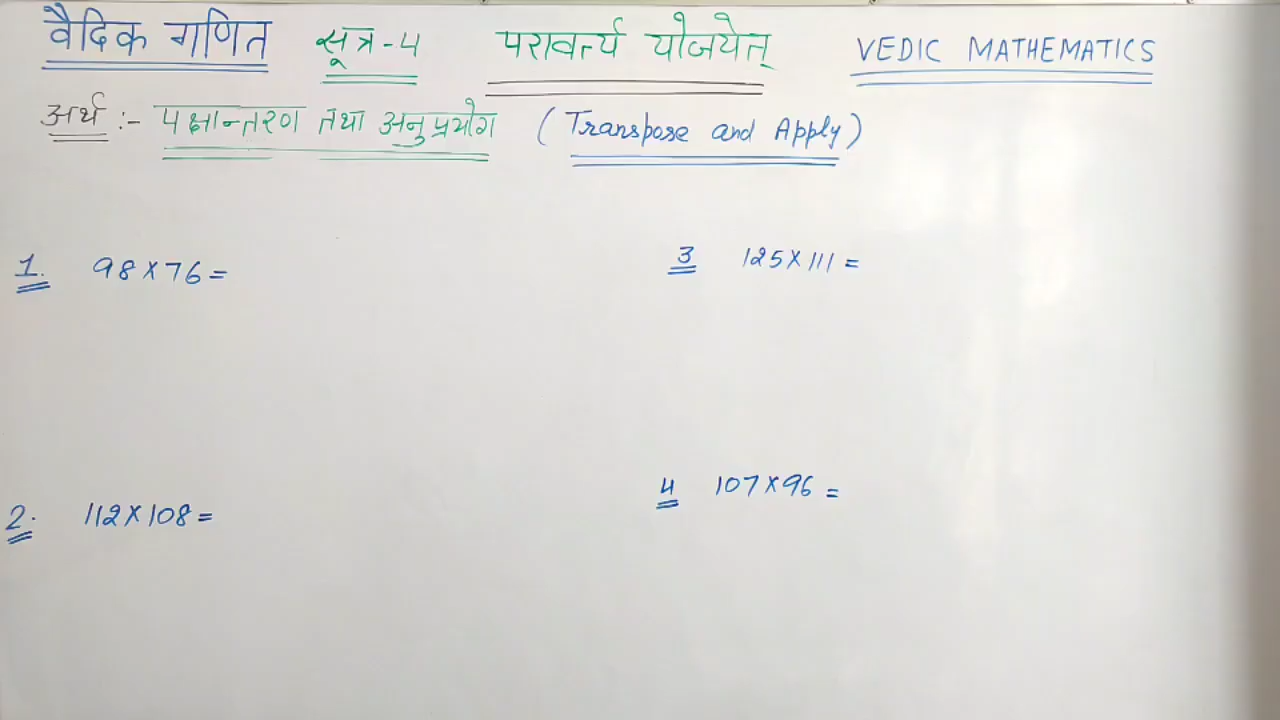 वैदिक गणित सूत्र-4 परावर्त्य योजयेत् VEDIC MATHEMATICS
अर्थ :- पक्षान्तरण तथा अनुप्रयोग (Transpose and Apply)
1. 98×76=
3 125×111=
4 107×96=
2. 112×108=